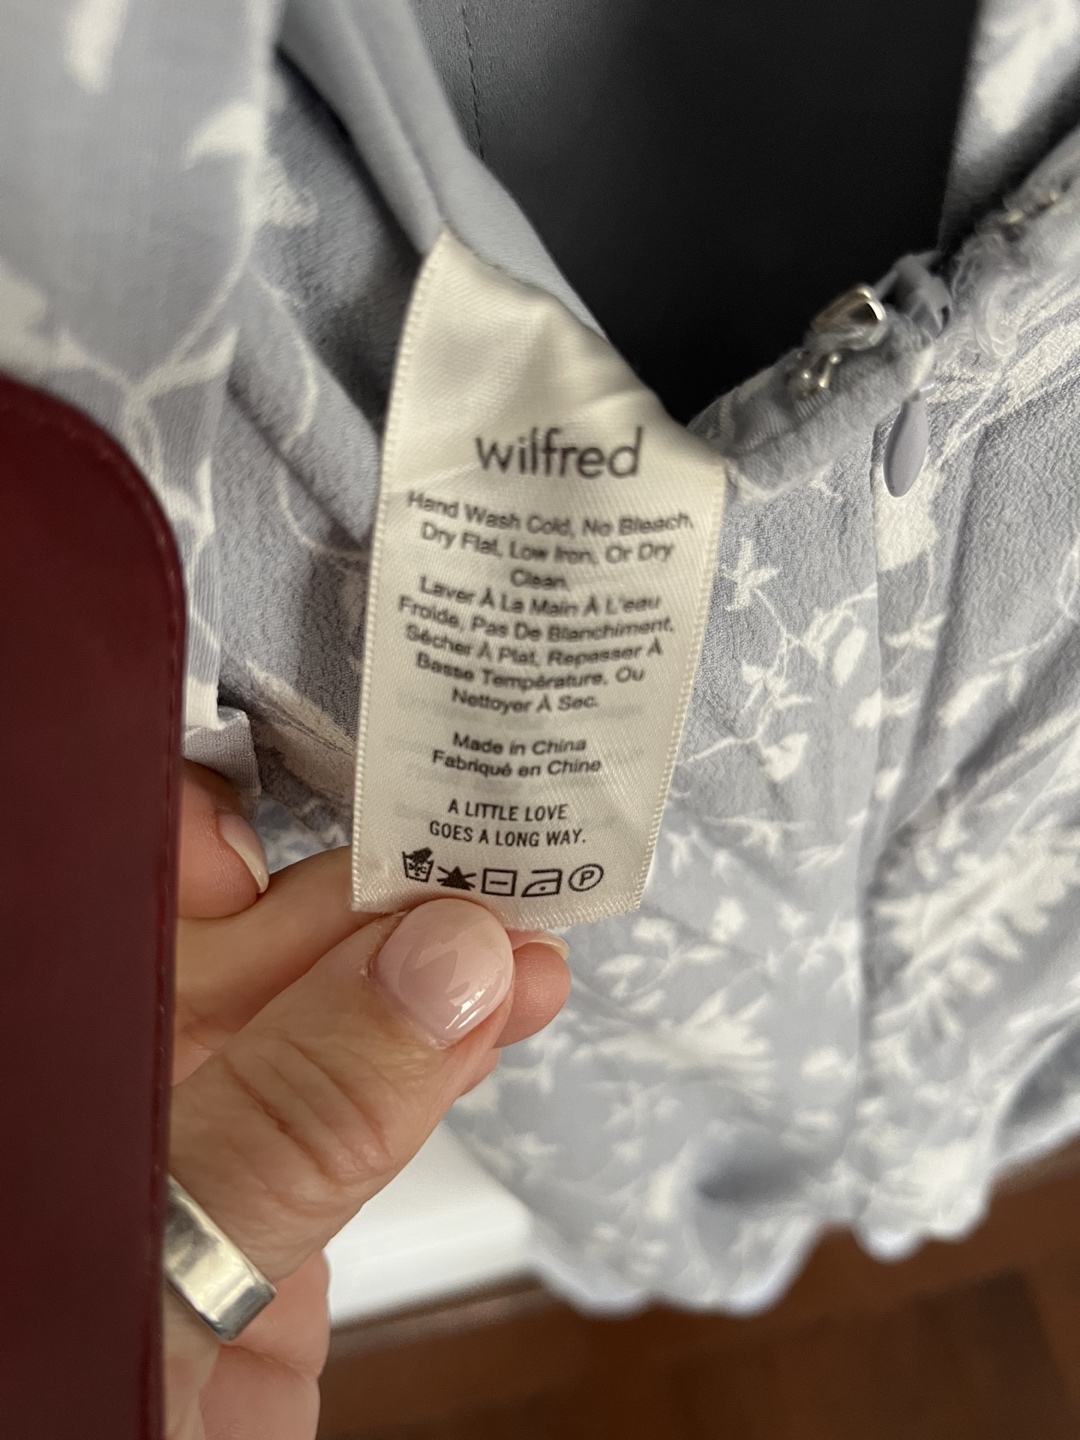 wilfred
Hand Wash Cold, No Bleach,
Dry Flat, Low Iron, Or Dry
Clean.
Laver À La Main À L'eau
Froide, Pas De Blanchiment,
Sécher À Plat, Repasser À
Basse Température, Ou
Nettoyer À Sec.
Made in China
Fabriqué en Chine
A LITTLE LOVE
GOES A LONG WAY.
P